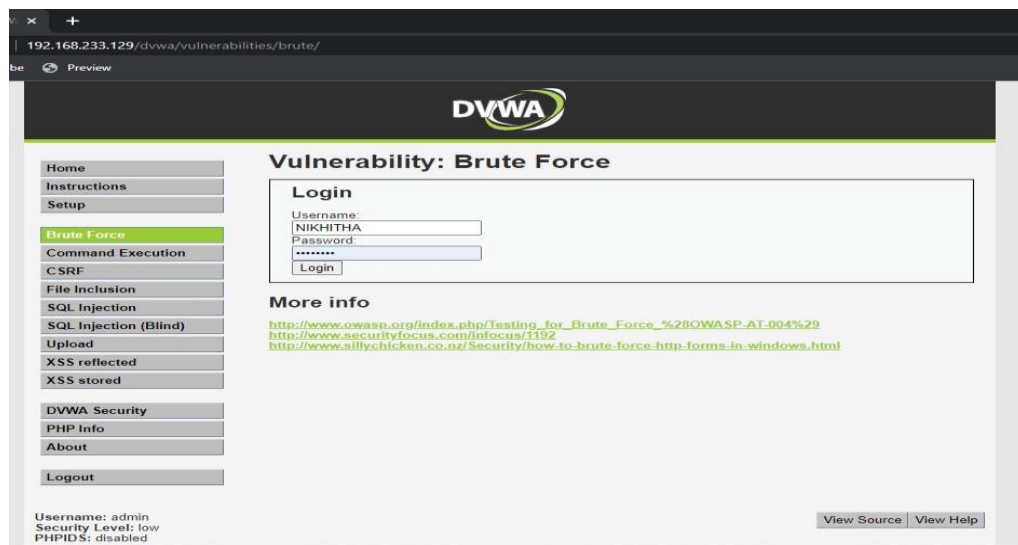 192.168.233.129/dvwa/vulnerabilities/brute/
be Preview
DVWA
Home
Instructions
Setup
Brute Force
Command Execution
CSRF
File Inclusion
SQL Injection
SQL Injection (Blind)
Upload
XSS reflected
XSS stored
DVWA Security
PHP Info
About
Logout
Vulnerability: Brute Force
Login
Username:
NIKHITHA
Password:
••••••••
Login
More info
http://www.owasp.org/index.php/Testing_for_Brute_Force_%28OWASP-AT-004%29
http://www.securityfocus.com/infocus/1192
http://www.sillychicken.co.nz/Security/how-to-brute-force-http-forms-in-windows.html
Username: admin
Security Level: low
PHPIDS: disabled
View Source View Help